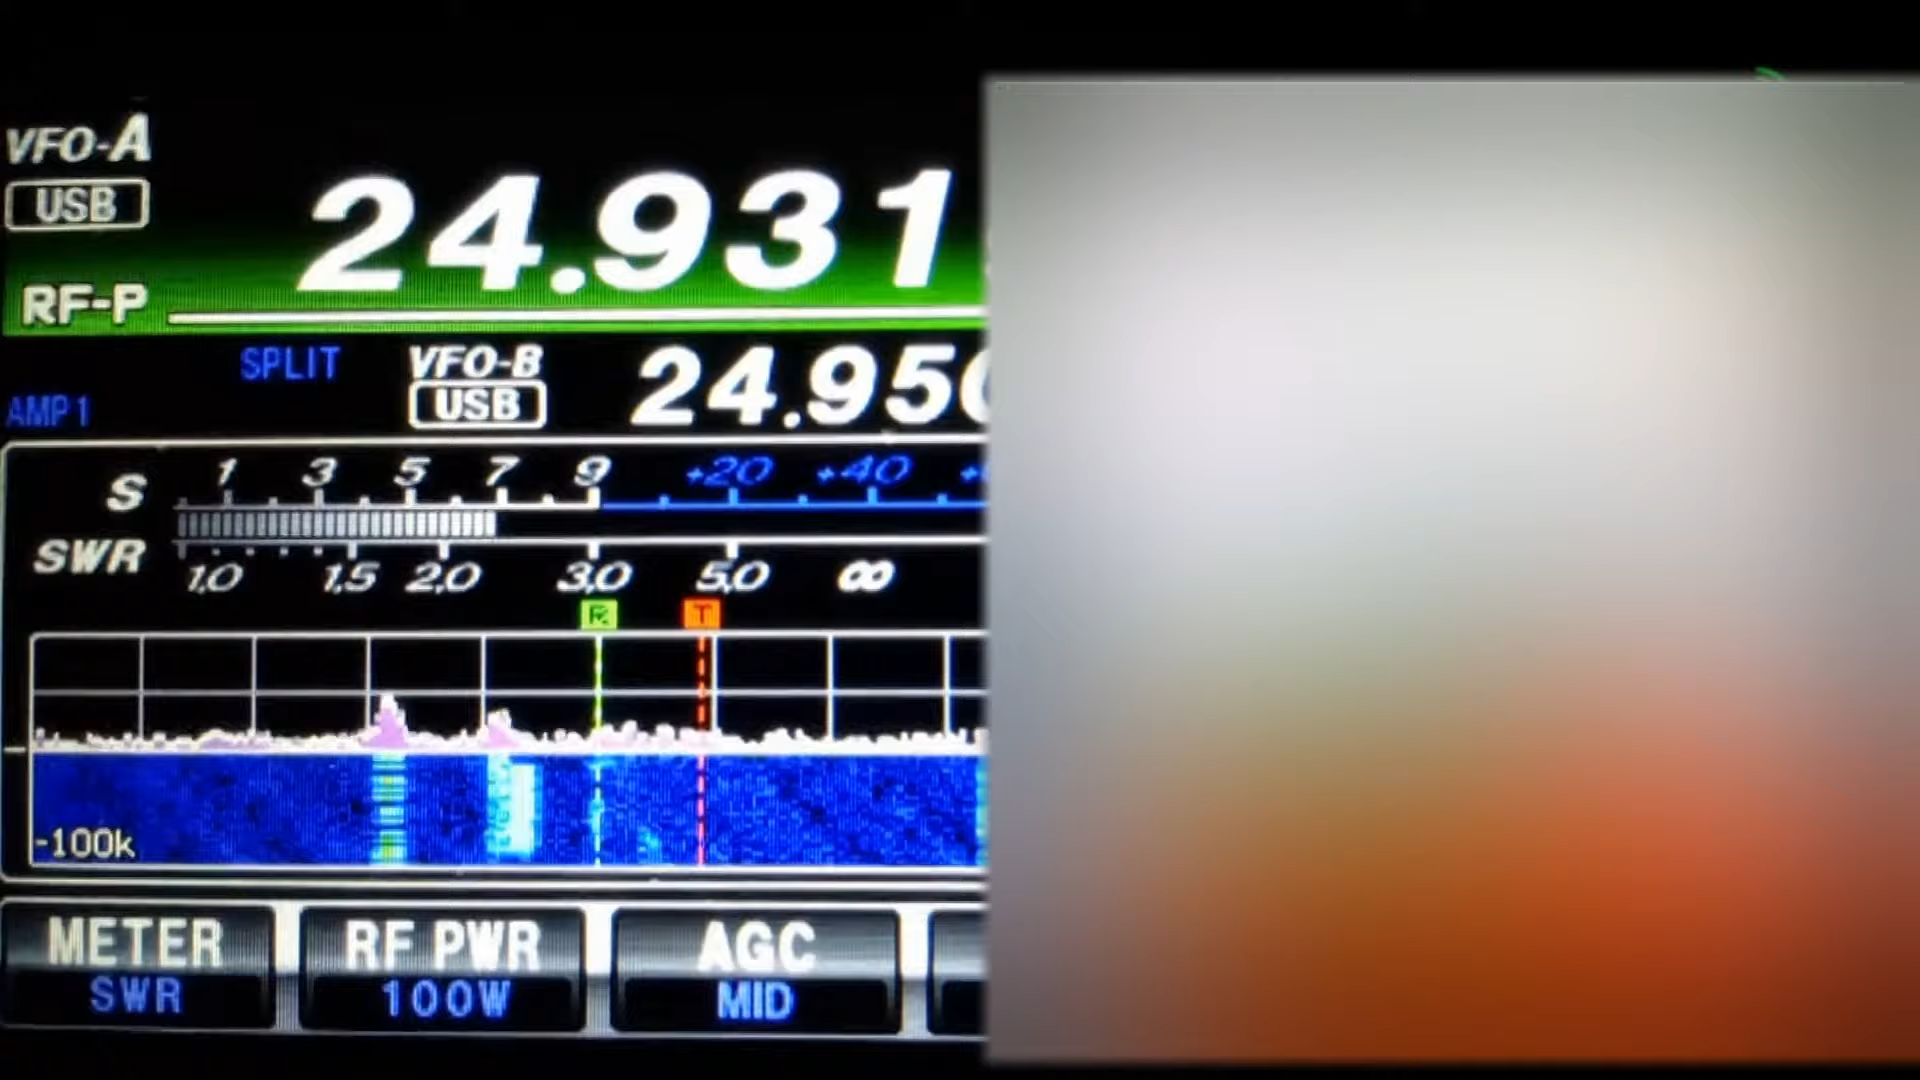 VFO-A
USB
24.931
RF-P
SPLIT
VFO-B
USB
24.950
AMP1
S 1 3 5 7 9 +20 +40
SWR 1.0 1.5 2.0 3.0 5.0 ∞
R T
-100k
METER RF PWR AGC
SWR 100W MID